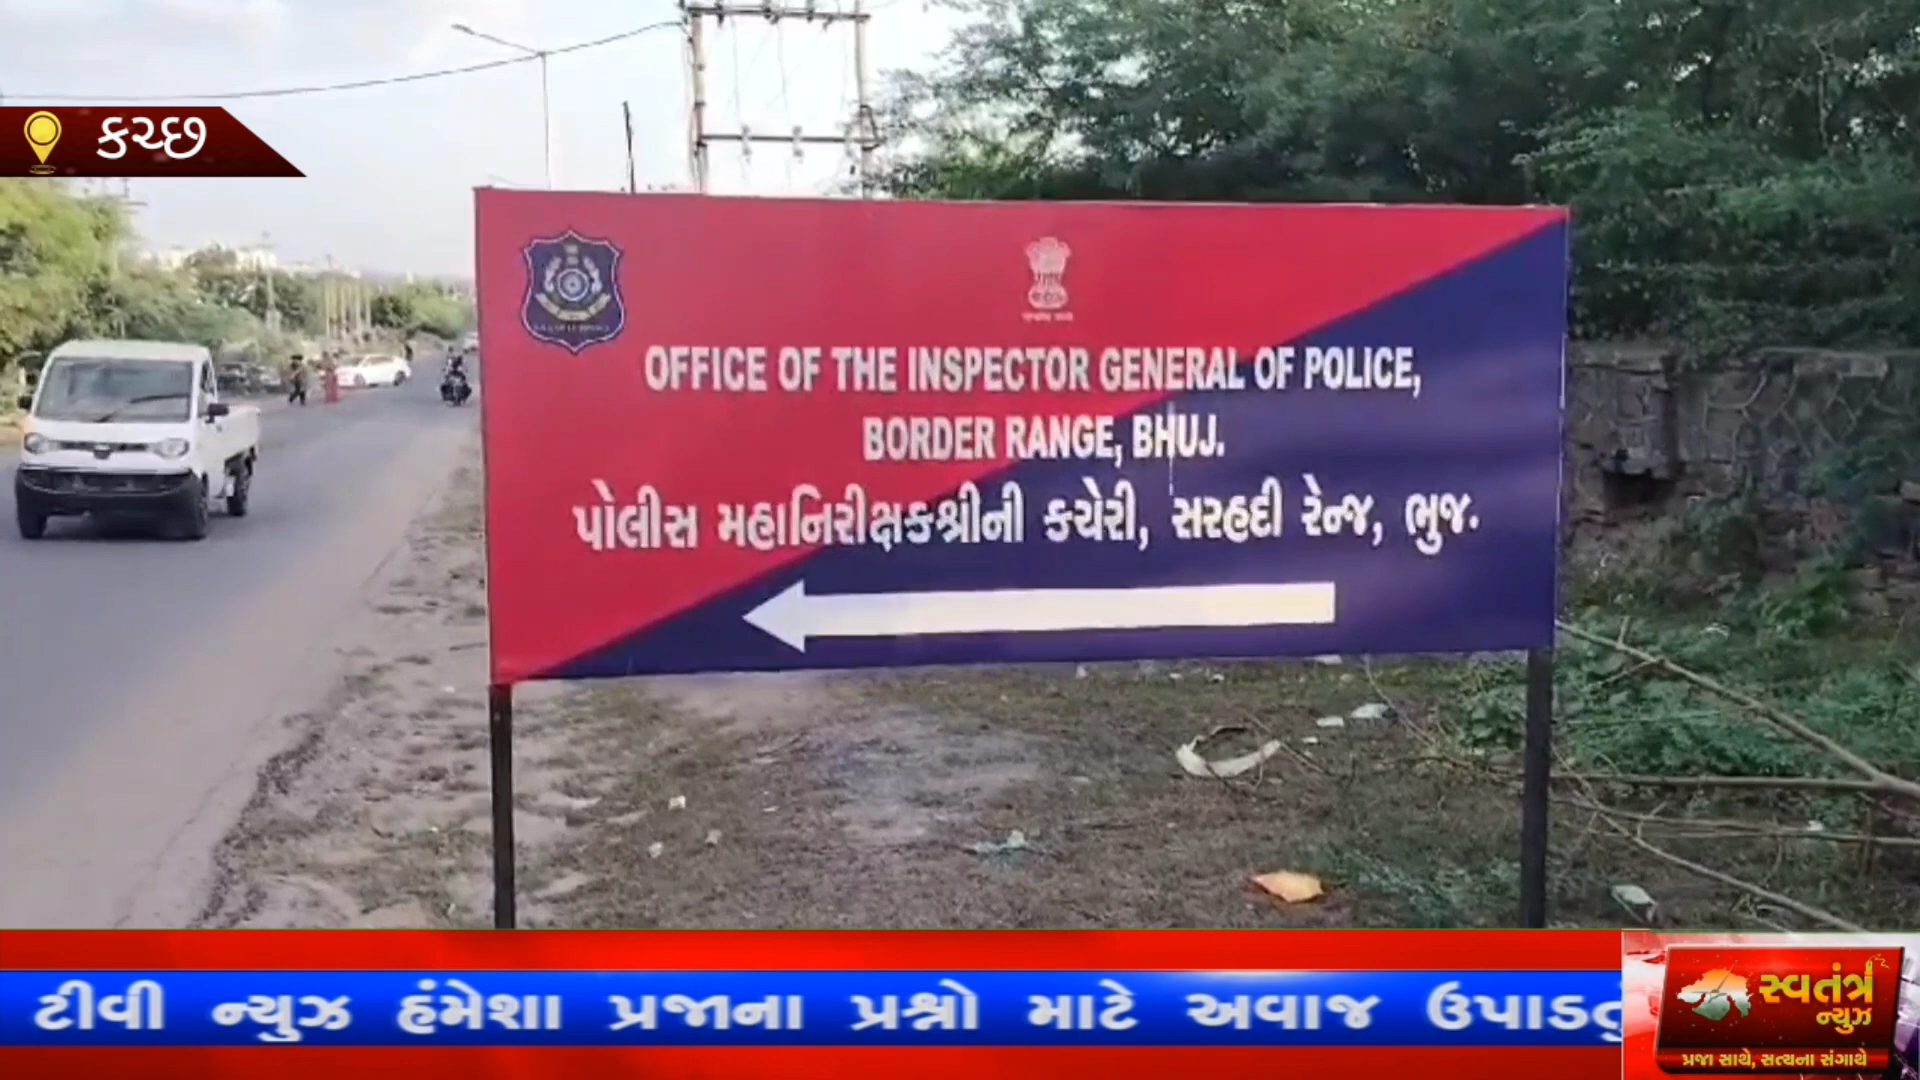 કચ્છ
OFFICE OF THE INSPECTOR GENERAL OF POLICE,
BORDER RANGE, BHUJ.
પોલીસ મહાનિરીક્ષકશ્રીની કચેરી, સરહદી રેન્જ, ભુજ.
ટીવી ન્યુઝ હંમેશા પ્રજાના પ્રશ્નો માટે અવાજ ઉપાડતુ
સ્વતંત્ર
ન્યુઝ
પ્રજા સાથે, સત્યના સંગાથે